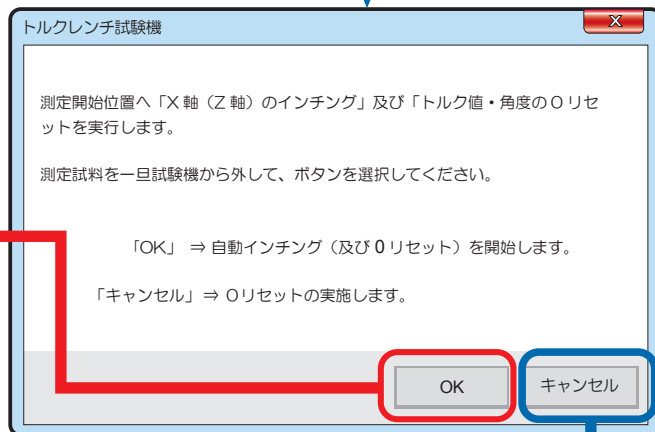 トルクレンチ試験機
X
測定開始位置へ「X 軸（Z 軸）のインチング」及び「トルク値・角度の０リセ
ットを実行します。
測定試料を一旦試験機から外して、ボタンを選択してください。
「OK」 ⇒ 自動インチング（及び 0 リセット）を開始します。
「キャンセル」⇒ ０リセットの実施します。
OK
キャンセル